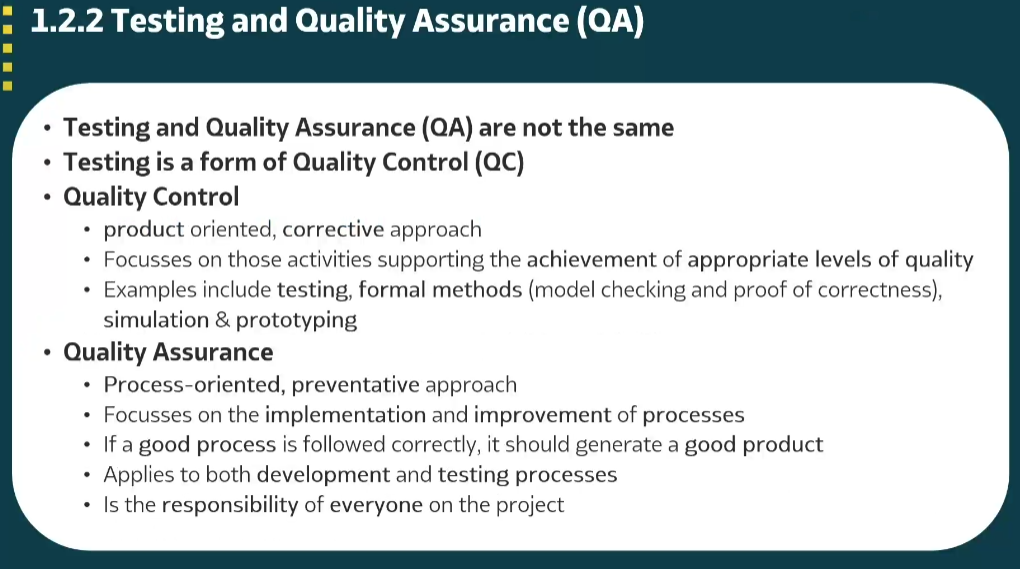 1.2.2 Testing and Quality Assurance (QA)
• Testing and Quality Assurance (QA) are not the same
• Testing is a form of Quality Control (QC)
• Quality Control
• product oriented, corrective approach
• Focusses on those activities supporting the achievement of appropriate levels of quality
• Examples include testing, formal methods (model checking and proof of correctness),
simulation & prototyping
• Quality Assurance
• Process-oriented, preventative approach
• Focusses on the implementation and improvement of processes
• If a good process is followed correctly, it should generate a good product
• Applies to both development and testing processes
• Is the responsibility of everyone on the project